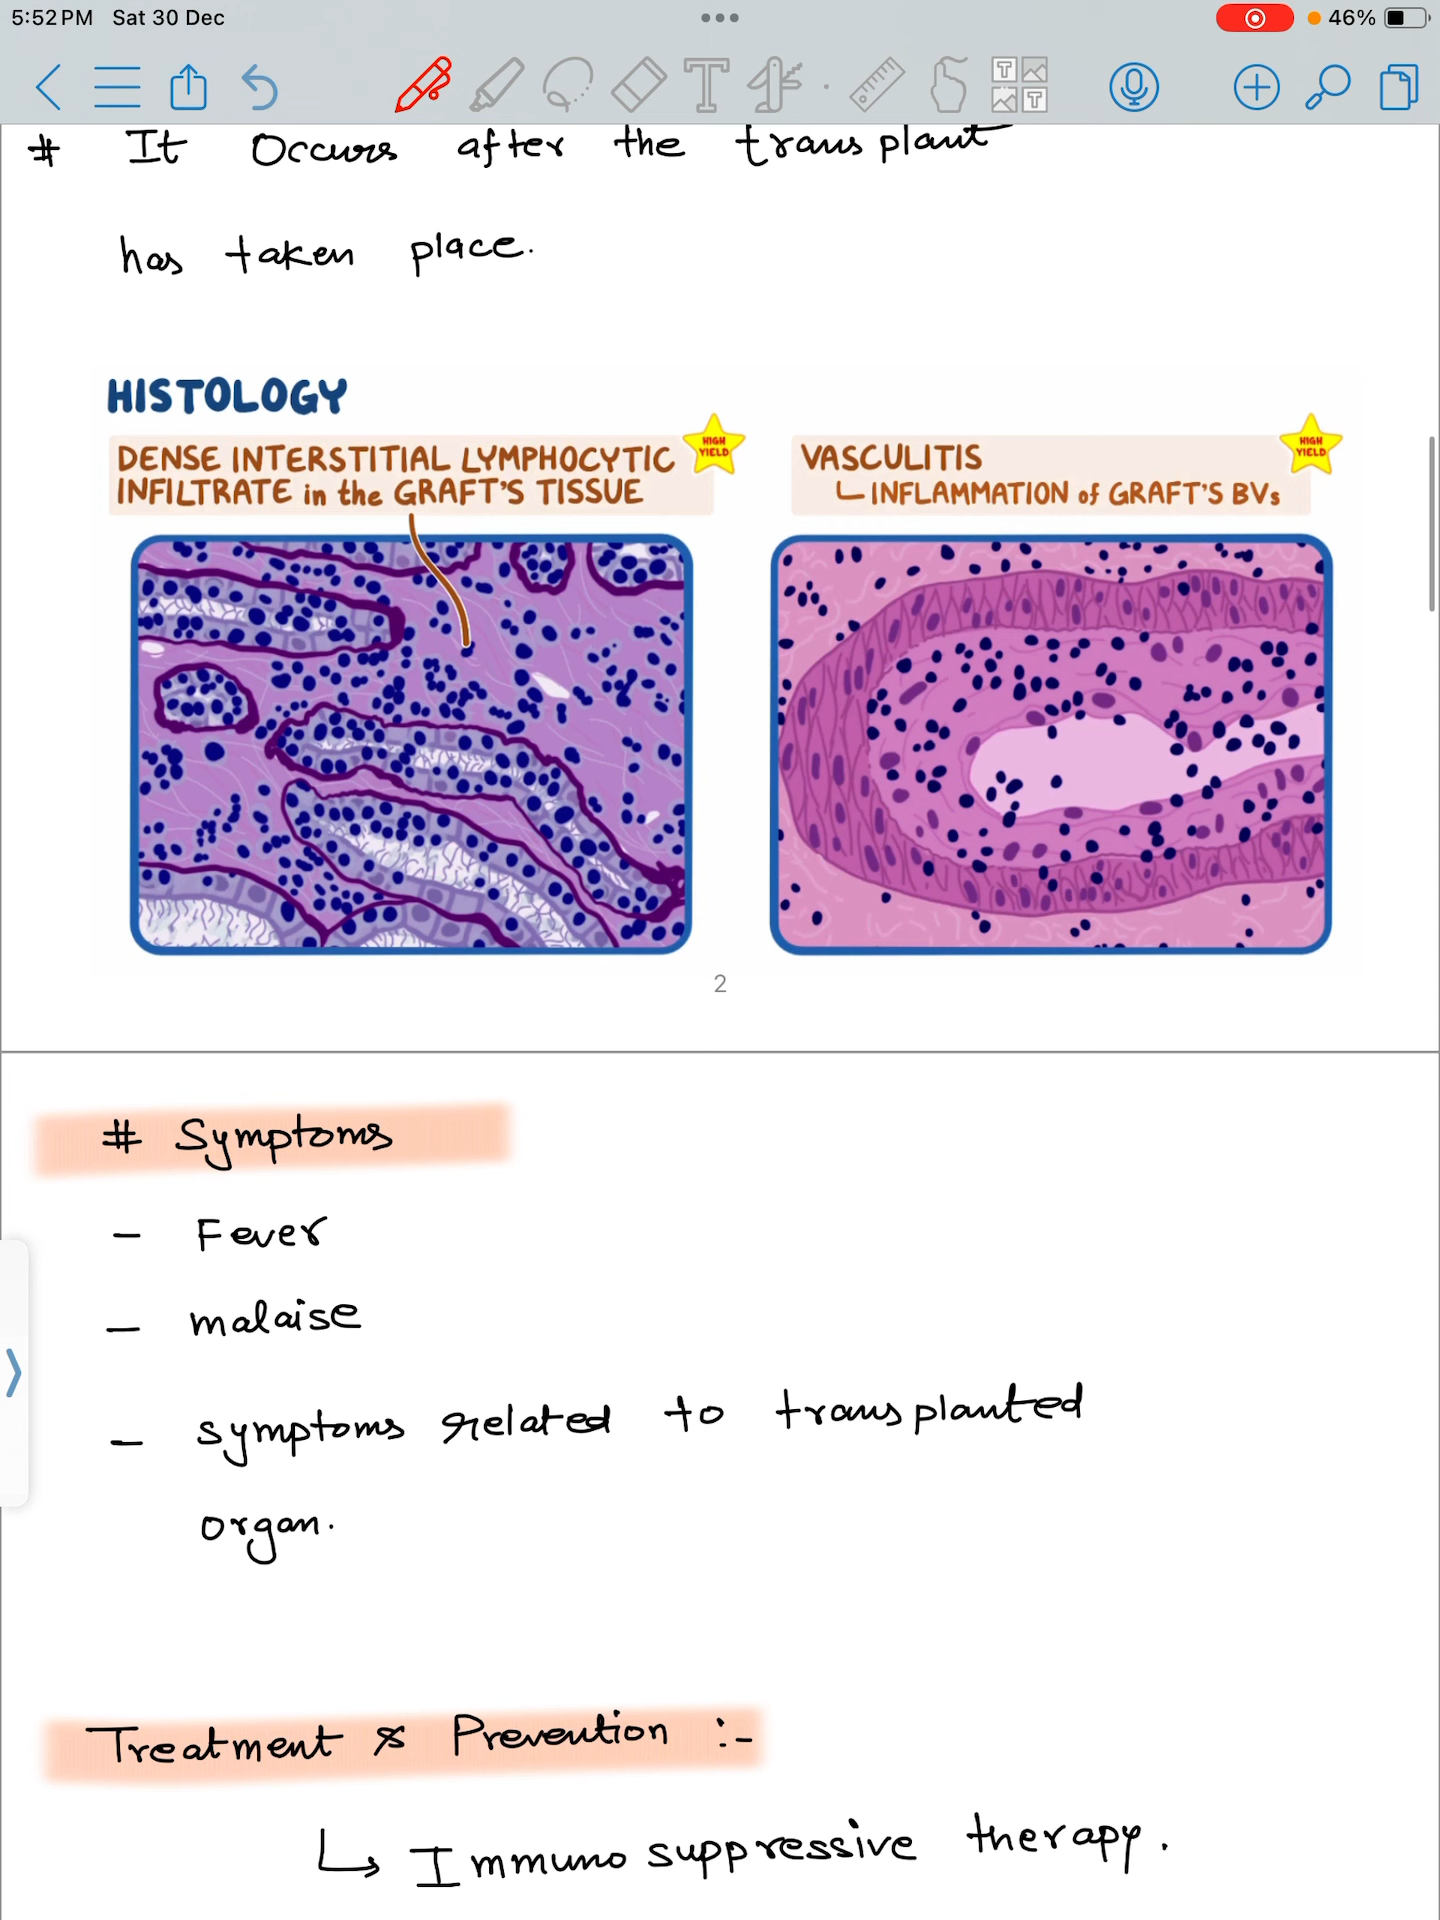 5:52 PM Sat 30 Dec
46%
# It Occurs after the transplant
has taken place.
HISTOLOGY
DENSE INTERSTITIAL LYMPHOCYTIC
INFILTRATE in the GRAFT'S TISSUE
HIGH YIELD
VASCULITIS
INFLAMMATION of GRAFT'S BVs
HIGH YIELD
2
# Symptoms
- Fever
- malaise
- symptoms related to transplanted
organ.
Treatment & Prevention :-
↳ Immuno suppressive therapy.